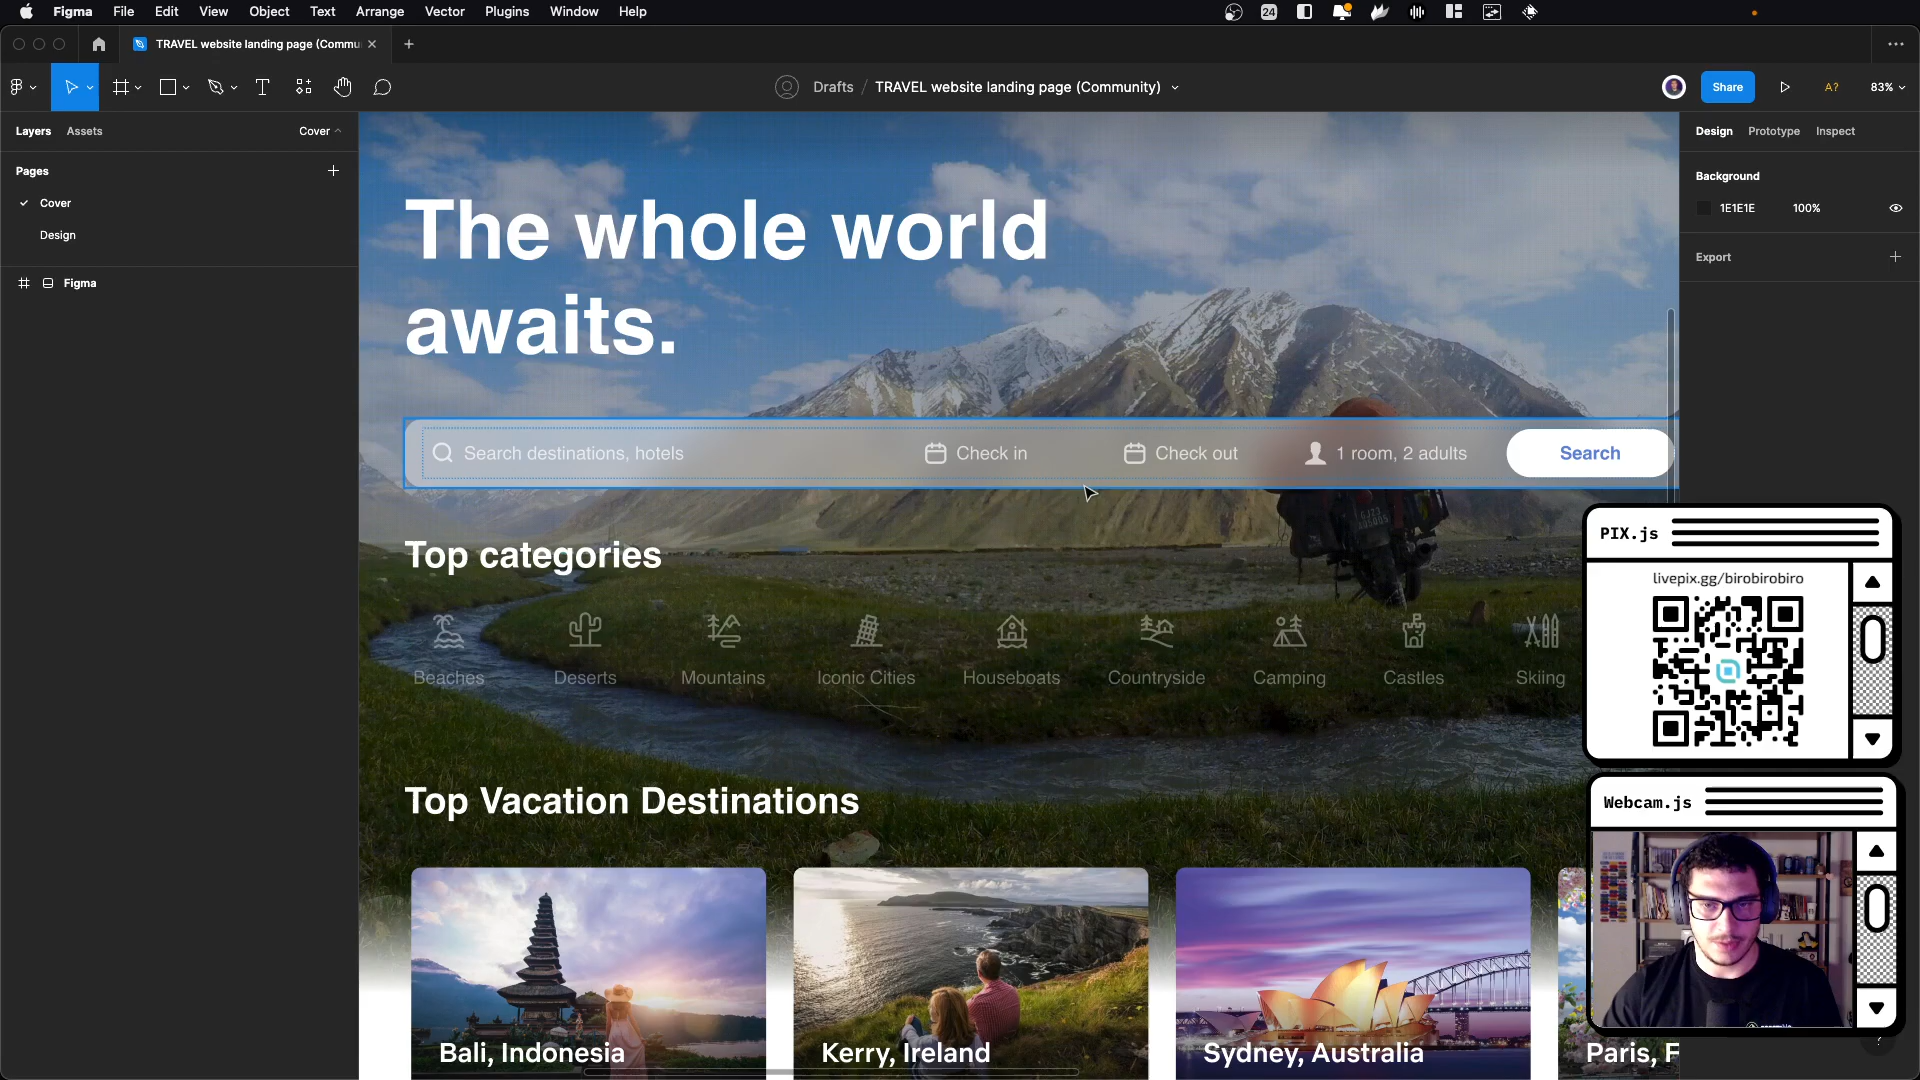 Figma File Edit View Object Text Arrange Vector Plugins Window Help
24
TRAVEL website landing page (Commu
Drafts / TRAVEL website landing page (Community)
Share
A?
83%
Layers Assets Cover
Pages
Cover
Design
Figma
Design Prototype Inspect
Background
1E1E1E 100%
Export
The whole world
awaits.
Search destinations, hotels Check in Check out 1 room, 2 adults Search
Top categories
Beaches Deserts Mountains Iconic Cities Houseboats Countryside Camping Castles Skiing
Top Vacation Destinations
Bali, Indonesia Kerry, Ireland Sydney, Australia Paris, F
PIX.js
livepix.gg/birobirobiro
Webcam.js
?